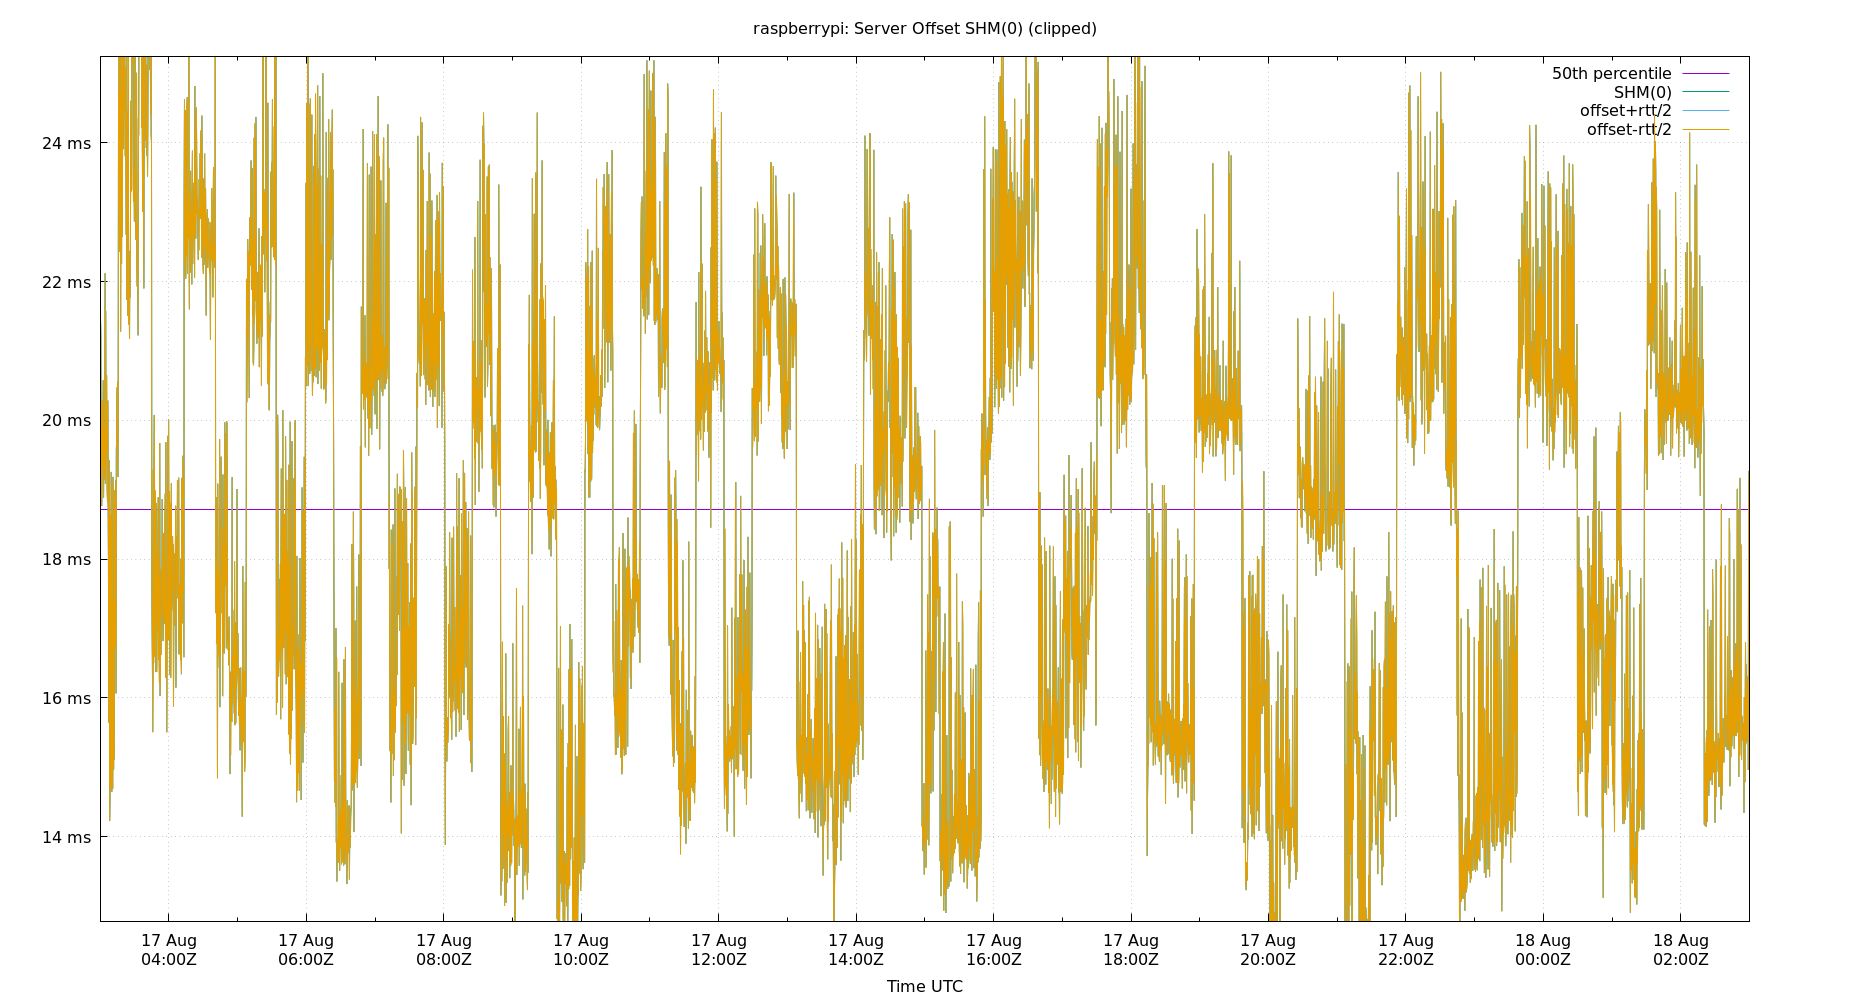 raspberrypi: Server Offset SHM(0) (clipped)
50th percentile
SHM(0)
offset+rtt/2
offset-rtt/2
24 ms
22 ms
20 ms
18 ms
16 ms
14 ms
17 Aug 17 Aug 17 Aug 17 Aug 17 Aug 17 Aug 17 Aug 17 Aug 17 Aug 17 Aug 18 Aug 18 Aug
04:00Z 06:00Z 08:00Z 10:00Z 12:00Z 14:00Z 16:00Z 18:00Z 20:00Z 22:00Z 00:00Z 02:00Z
Time UTC